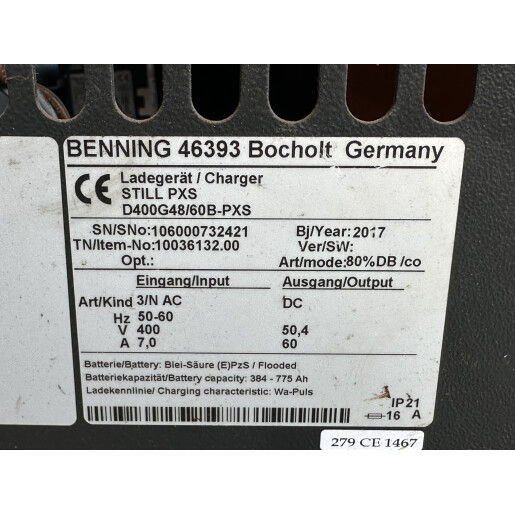 BENNING 46393 Bocholt Germany
CE Ladegerät / Charger
STILL PXS
D400G48/60B-PXS
SN/SNo:106000732421 Bj/Year: 2017
TN/Item-No:10036132.00 Ver/SW:
Opt.: Art/mode:80%DB /co
Eingang/Input Ausgang/Output
Art/Kind 3/N AC DC
Hz 50-60
V 400 50,4
A 7,0 60
Batterie/Battery: Blei-Säure (E)PzS / Flooded
Batteriekapazität/Battery capacity: 384 - 775 Ah
Ladekennlinie/ Charging characteristic: Wa-Puls
IP21
16 A
279 CE 1467